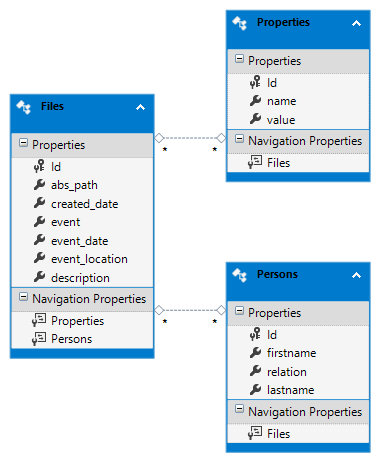 Files
Properties
Id
abs_path
created_date
event
event_date
event_location
description
Navigation Properties
Properties
Persons
* *
* *
Properties
Properties
Id
name
value
Navigation Properties
Files
Persons
Properties
Id
firstname
relation
lastname
Navigation Properties
Files